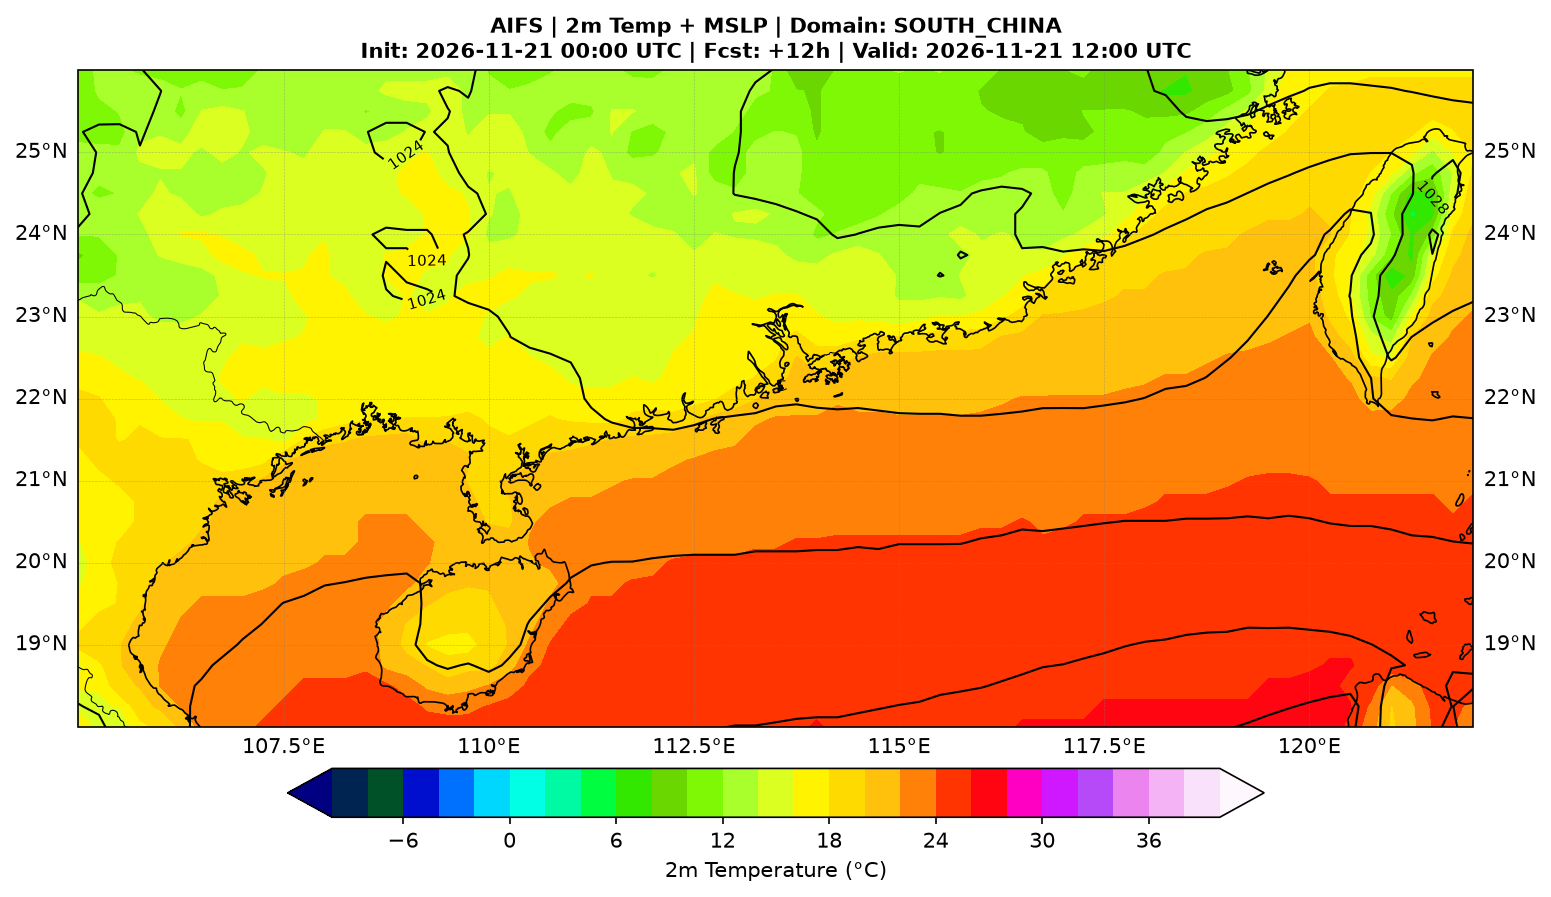 AIFS | 2m Temp + MSLP | Domain: SOUTH_CHINA
Init: 2026-11-21 00:00 UTC | Fcst: +12h | Valid: 2026-11-21 12:00 UTC
25°N
24°N
23°N
22°N
21°N
20°N
19°N
1024
1024
1024
1028
25°N
24°N
23°N
22°N
21°N
20°N
19°N
107.5°E
110°E
112.5°E
115°E
117.5°E
120°E
−6
0
6
12
18
24
30
36
2m Temperature (°C)